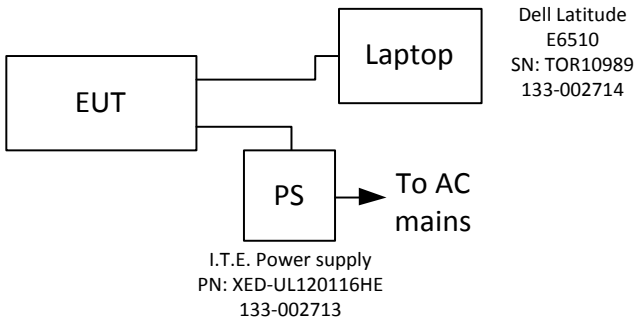 Dell Latitude
E6510
SN: TOR10989
133-002714
Laptop
EUT
PS
To AC
mains
I.T.E. Power supply
PN: XED-UL120116HE
133-002713